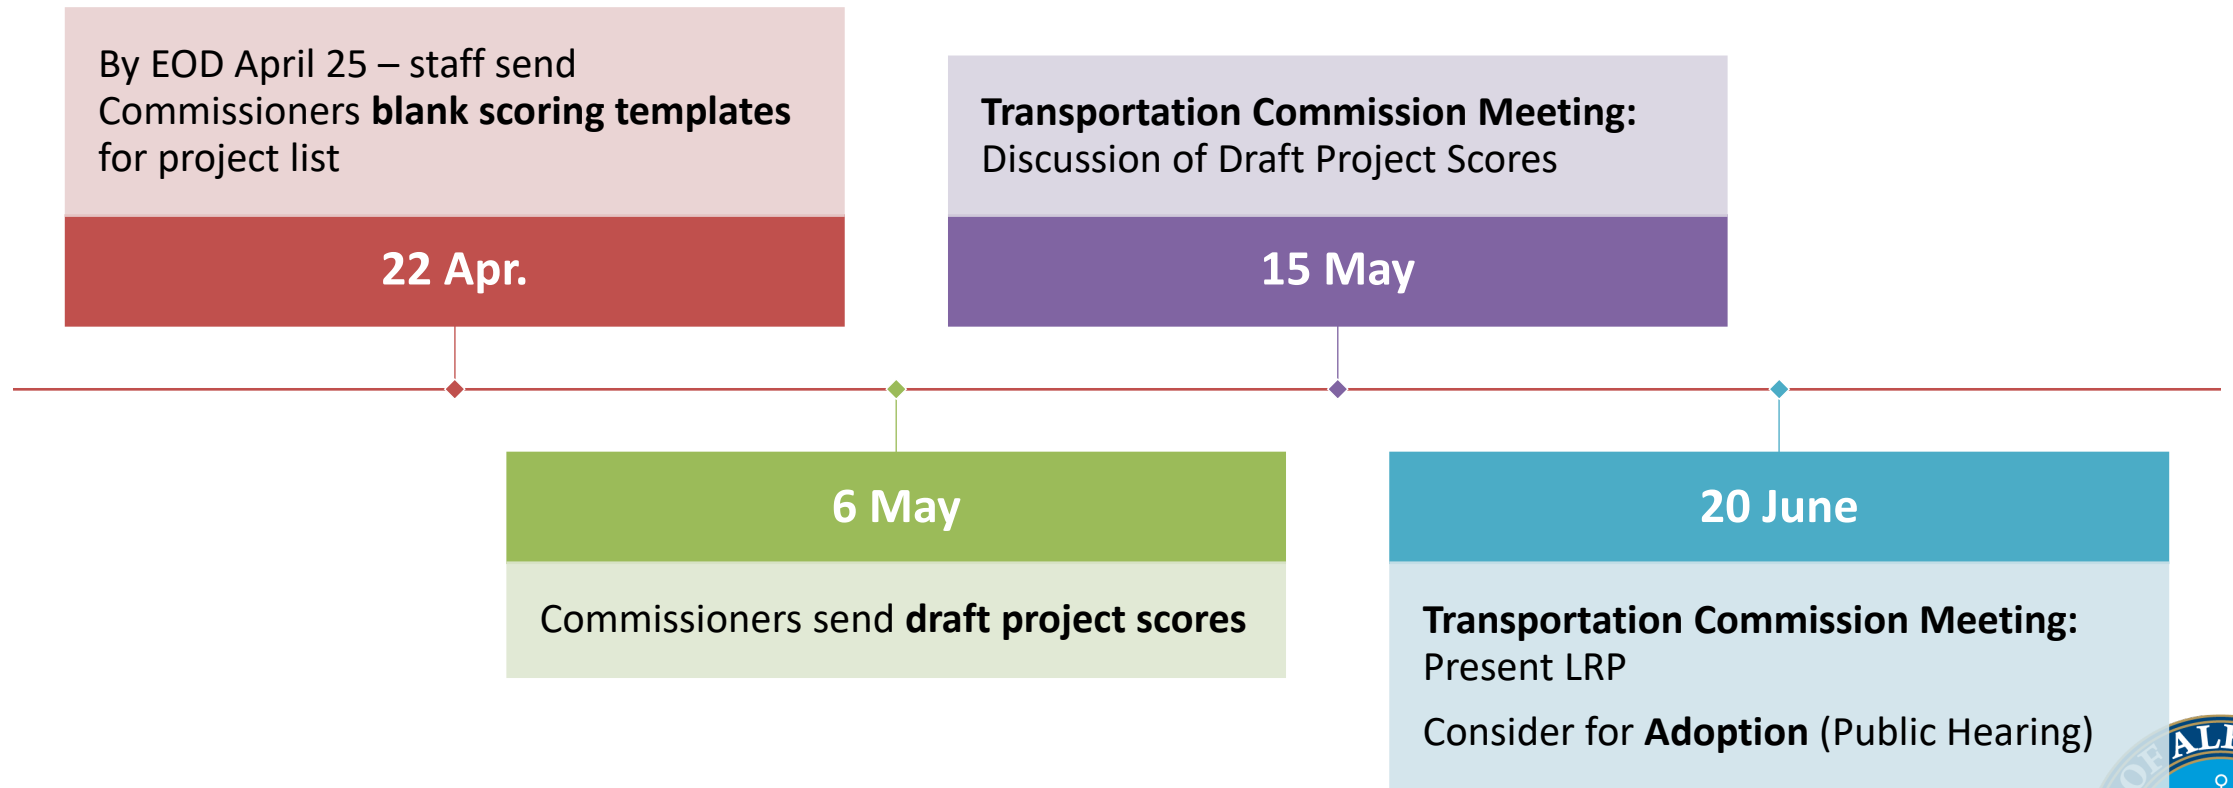 By EOD April 25 – staff send
Commissioners blank scoring templates
for project list
22 Apr.
6 May
Commissioners send draft project scores
Transportation Commission Meeting:
Discussion of Draft Project Scores
15 May
20 June
Transportation Commission Meeting:
Present LRP
Consider for Adoption (Public Hearing)
OF